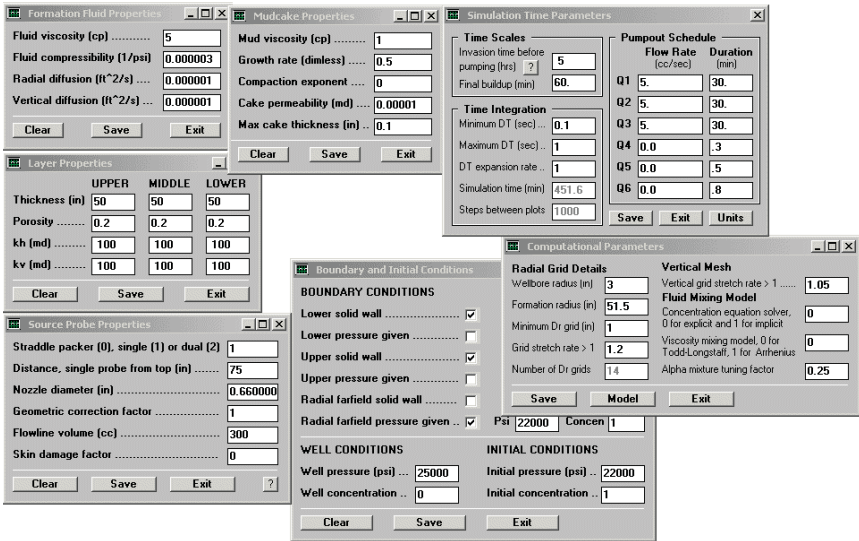 Formation Fluid Properties
Fluid viscosity (cp) ........... 5
Fluid compressibility (1/psi) 0.000003
Radial diffusion (ft^2/s) .... 0.000001
Vertical diffusion (ft^2/s) .... 0.000001
Clear Save Exit
Mudcake Properties
Mud viscosity (cp) ........... 1
Growth rate (dimless) ...... 0.5
Compaction exponent ..... 0
Cake permeability (md) .... 0.00001
Max cake thickness (in) .. 0.1
Clear Save Exit
Simulation Time Parameters
Time Scales
Invasion time before
pumping (hrs) ? 5
Final buildup (min) 60.
Time Integration
Minimum DT (sec) ... 0.1
Maximum DT (sec) .. 1
DT expansion rate .. 1
Simulation time (min) 451.6
Steps between plots 1000
Pumpout Schedule
Flow Rate Duration
(cc/sec) (min)
Q1 5. 30.
Q2 5. 30.
Q3 5. 30.
Q4 0.0 .3
Q5 0.0 .5
Q6 0.0 .8
Save Exit Units
Layer Properties
UPPER MIDDLE LOWER
Thickness (in) 50 50 50
Porosity ......... 0.2 0.2 0.2
kh (md) ......... 100 100 100
kv (md) ......... 100 100 100
Clear Save Exit
Source Probe Properties
Straddle packer (0), single (1) or dual (2) 1
Distance, single probe from top (in) ....... 75
Nozzle diameter (in) ............................ 0.660000
Geometric correction factor ................. 1
Flowline volume (cc) ............................ 300
Skin damage factor .............................. 0
Clear Save Exit ?
Boundary and Initial Conditions
BOUNDARY CONDITIONS
Lower solid wall ...................
Lower pressure given ............
Upper solid wall ...................
Upper pressure given ............
Radial farfield solid wall .........
Radial farfield pressure given .. Psi 22000 Concen 1
WELL CONDITIONS
Well pressure (psi) ... 25000
Well concentration .. 0
INITIAL CONDITIONS
Initial pressure (psi) .. 22000
Initial concentration .. 1
Clear Save Exit
Computational Parameters
Radial Grid Details
Wellbore radius (in) 3
Formation radius (in) 51.5
Minimum Dr grid (in) 1
Grid stretch rate > 1 1.2
Number of Dr grids 14
Vertical Mesh
Vertical grid stretch rate > 1 ...... 1.05
Fluid Mixing Model
Concentration equation solver,
0 for explicit and 1 for implicit 0
Viscosity mixing model, 0 for
Todd-Longstaff, 1 for Arrhenius 0
Alpha mixture tuning factor 0.25
Save Model Exit